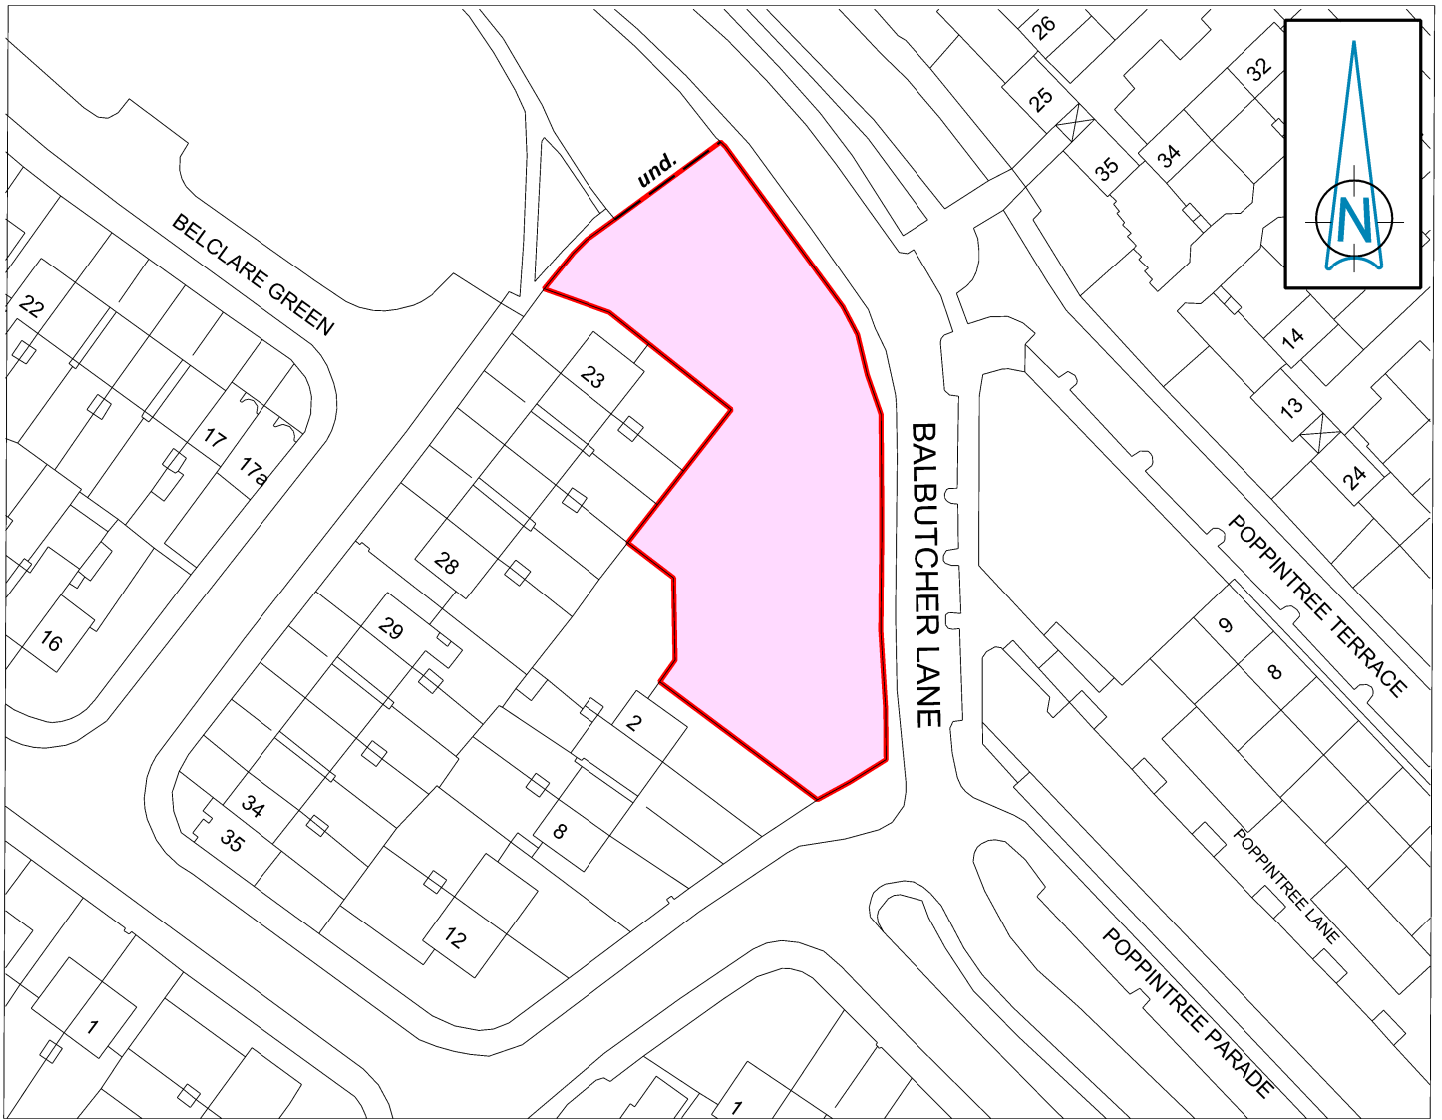 26
32
25
35
34
N
und.
BELCLARE GREEN
22
14
13
24
23
17
17a
BALBUTCHER LANE
28
29
16
POPPINTREE TERRACE
9
8
2
34
35
8
12
POPPINTREE LANE
POPPINTREE PARADE
1
1